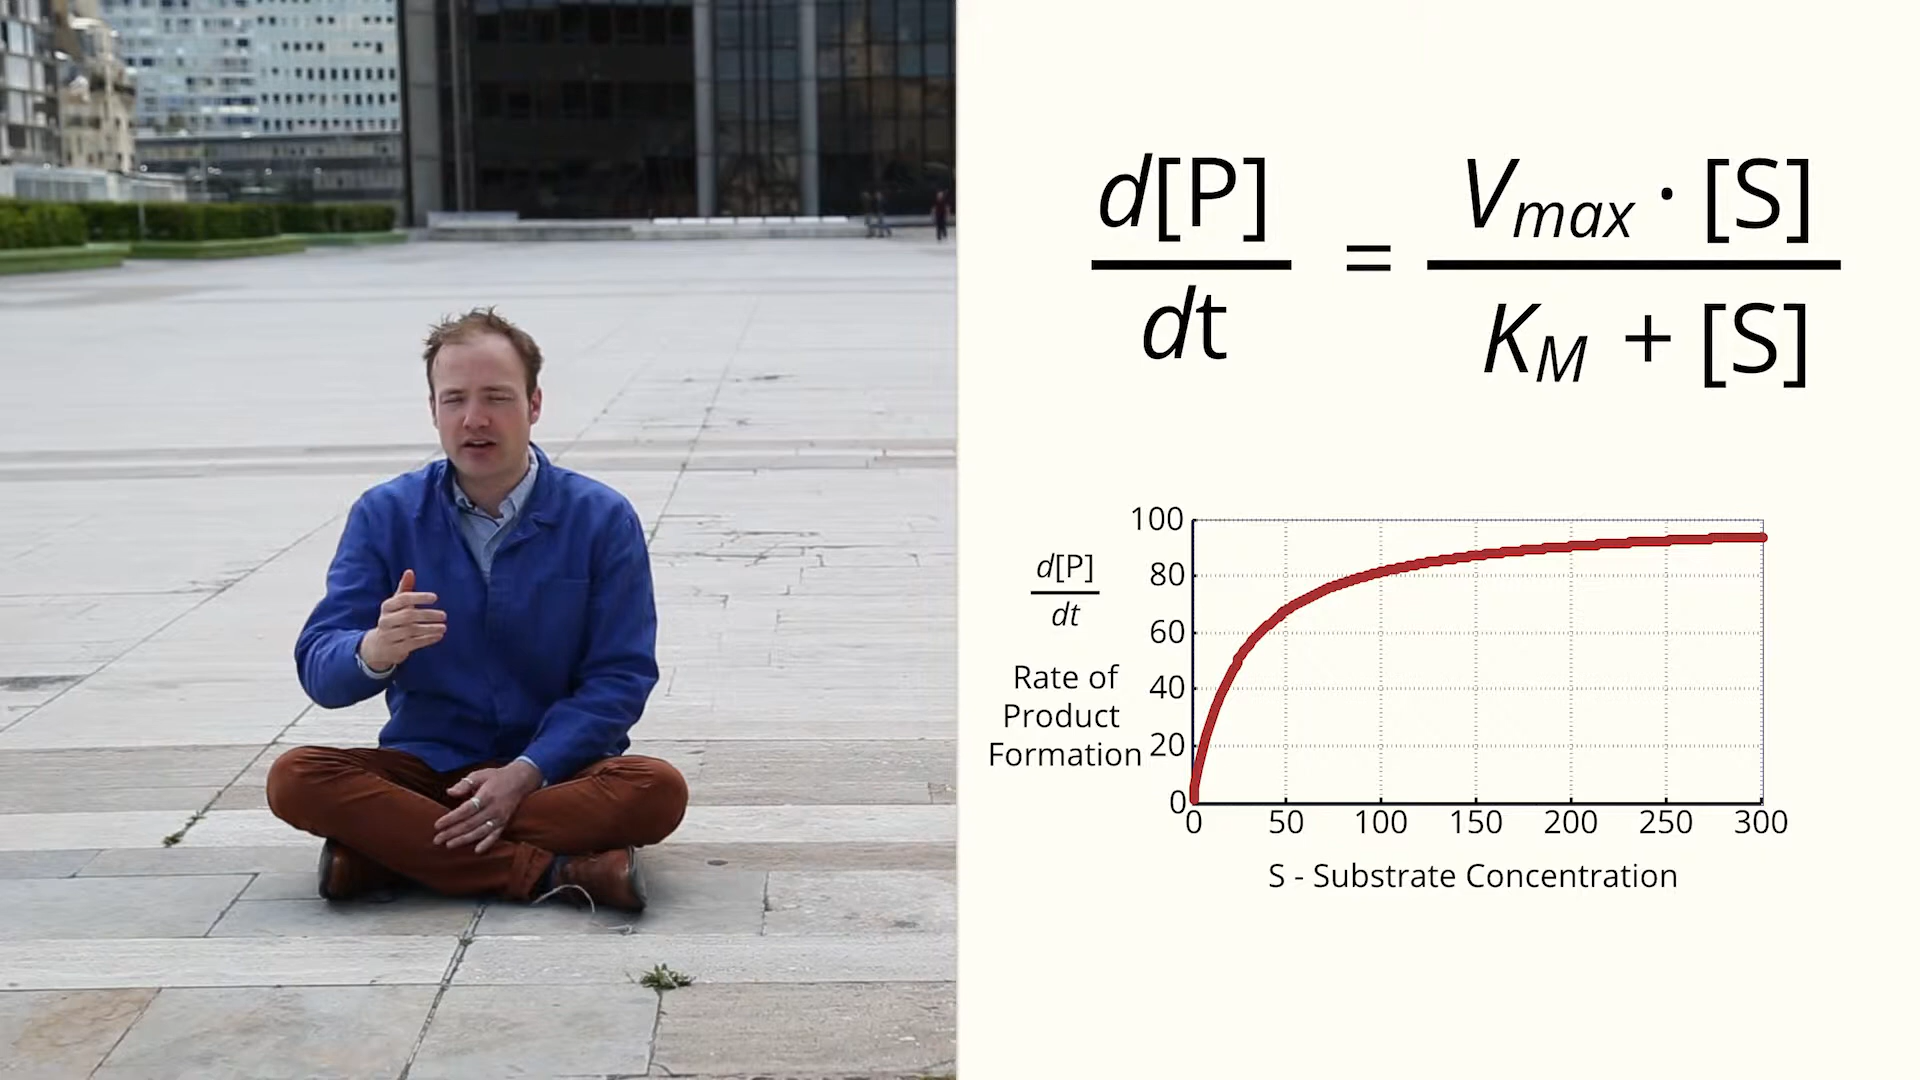 d[P]
dt
=
Vmax · [S]
KM + [S]
d[P]
dt
Rate of
Product
Formation
100
80
60
40
20
0
0 50 100 150 200 250 300
S - Substrate Concentration